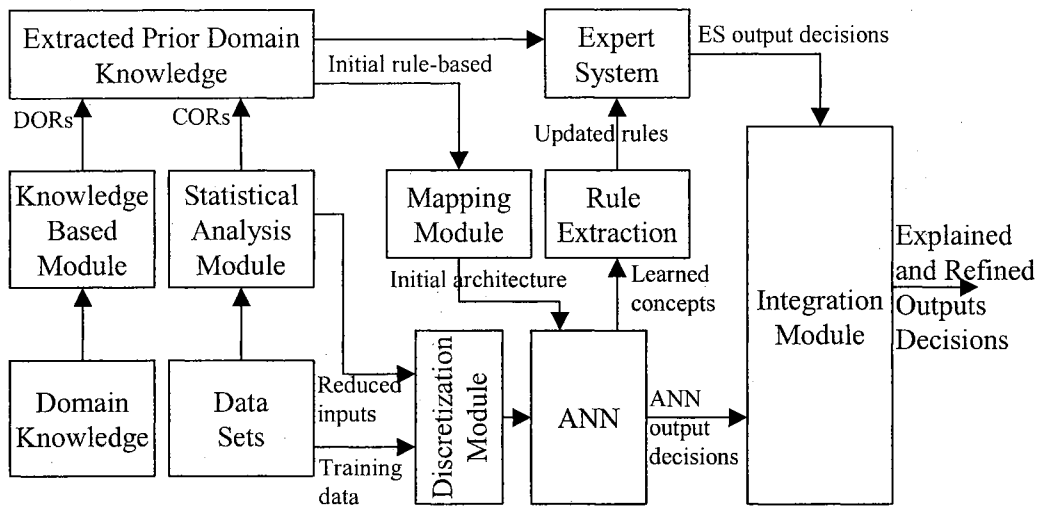 Extracted Prior Domain
Knowledge
Initial rule-based
Expert
System
ES output decisions
DORs
CORs
Updated rules
Knowledge
Based
Module
Statistical
Analysis
Module
Mapping
Module
Rule
Extraction
Initial architecture
Learned
concepts
Integration
Module
Explained
and Refined
Outputs
Decisions
Domain
Knowledge
Data
Sets
Reduced
inputs
Training
data
Discretization
Module
ANN
ANN
output
decisions